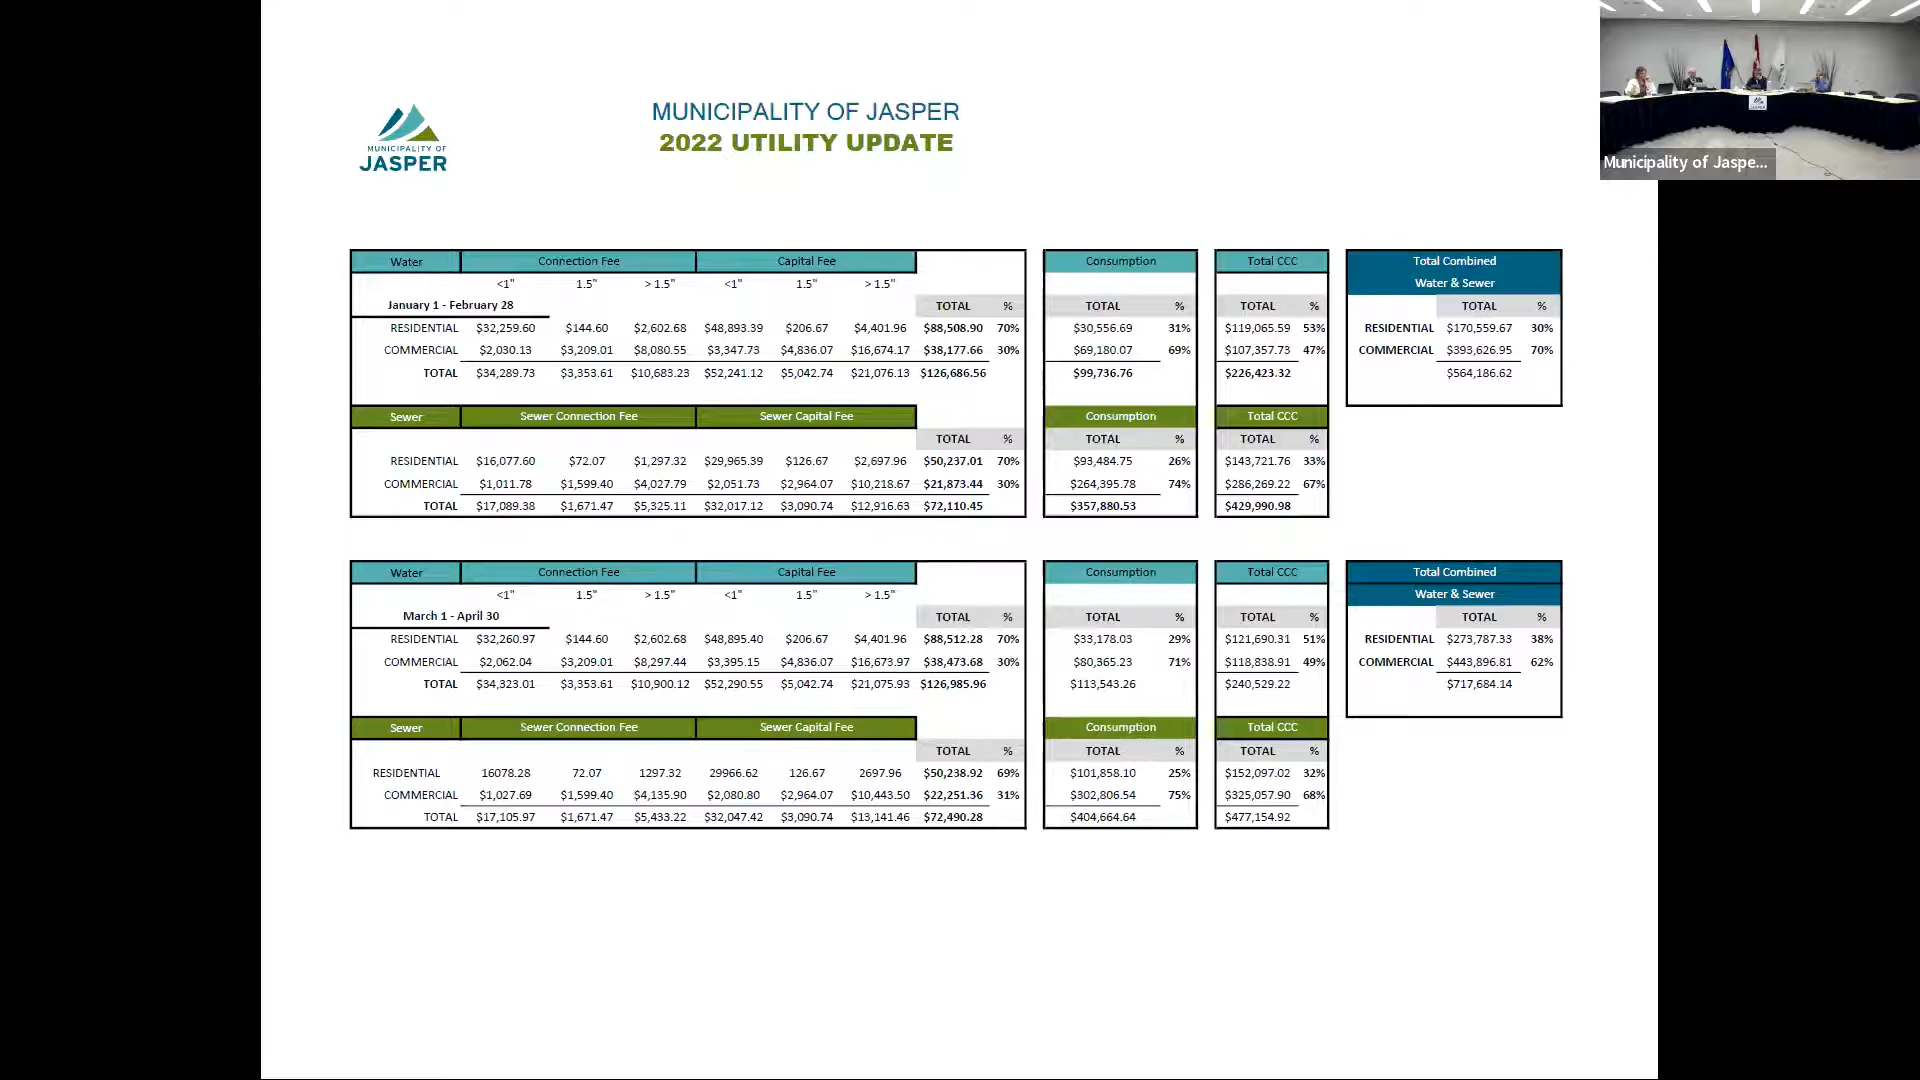 MUNICIPALITY OF JASPER
2022 UTILITY UPDATE
MUNICIPALITY OF
JASPER
Municipality of Jaspe...
Water Connection Fee Capital Fee Consumption Total CCC Total Combined
<1" 1.5" > 1.5" <1" 1.5" > 1.5" Water & Sewer
January 1 - February 28 TOTAL % TOTAL % TOTAL % TOTAL %
RESIDENTIAL $32,259.60 $144.60 $2,602.68 $48,893.39 $206.67 $4,401.96 $88,508.90 70% $30,556.69 31% $119,065.59 53% RESIDENTIAL $170,559.67 30%
COMMERCIAL $2,030.13 $3,209.01 $8,080.55 $3,347.73 $4,836.07 $16,674.17 $38,177.66 30% $69,180.07 69% $107,357.73 47% COMMERCIAL $393,626.95 70%
TOTAL $34,289.73 $3,353.61 $10,683.23 $52,241.12 $5,042.74 $21,076.13 $126,686.56 $99,736.76 $226,423.32 $564,186.62
Sewer Sewer Connection Fee Sewer Capital Fee Consumption Total CCC
TOTAL % TOTAL % TOTAL %
RESIDENTIAL $16,077.60 $72.07 $1,297.32 $29,965.39 $126.67 $2,697.96 $50,237.01 70% $93,484.75 26% $143,721.76 33%
COMMERCIAL $1,011.78 $1,599.40 $4,027.79 $2,051.73 $2,964.07 $10,218.67 $21,873.44 30% $264,395.78 74% $286,269.22 67%
TOTAL $17,089.38 $1,671.47 $5,325.11 $32,017.12 $3,090.74 $12,916.63 $72,110.45 $357,880.53 $429,990.98
Water Connection Fee Capital Fee Consumption Total CCC Total Combined
<1" 1.5" > 1.5" <1" 1.5" > 1.5" Water & Sewer
March 1 - April 30 TOTAL % TOTAL % TOTAL % TOTAL %
RESIDENTIAL $32,260.97 $144.60 $2,602.68 $48,895.40 $206.67 $4,401.96 $88,512.28 70% $33,178.03 29% $121,690.31 51% RESIDENTIAL $273,787.33 38%
COMMERCIAL $2,062.04 $3,209.01 $8,297.44 $3,395.15 $4,836.07 $16,673.97 $38,473.68 30% $80,365.23 71% $118,838.91 49% COMMERCIAL $443,896.81 62%
TOTAL $34,323.01 $3,353.61 $10,900.12 $52,290.55 $5,042.74 $21,075.93 $126,985.96 $113,543.26 $240,529.22 $717,684.14
Sewer Sewer Connection Fee Sewer Capital Fee Consumption Total CCC
TOTAL % TOTAL % TOTAL %
RESIDENTIAL 16078.28 72.07 1297.32 29966.62 126.67 2697.96 $50,238.92 69% $101,858.10 25% $152,097.02 32%
COMMERCIAL $1,027.69 $1,599.40 $4,135.90 $2,080.80 $2,964.07 $10,443.50 $22,251.36 31% $302,806.54 75% $325,057.90 68%
TOTAL $17,105.97 $1,671.47 $5,433.22 $32,047.42 $3,090.74 $13,141.46 $72,490.28 $404,664.64 $477,154.92